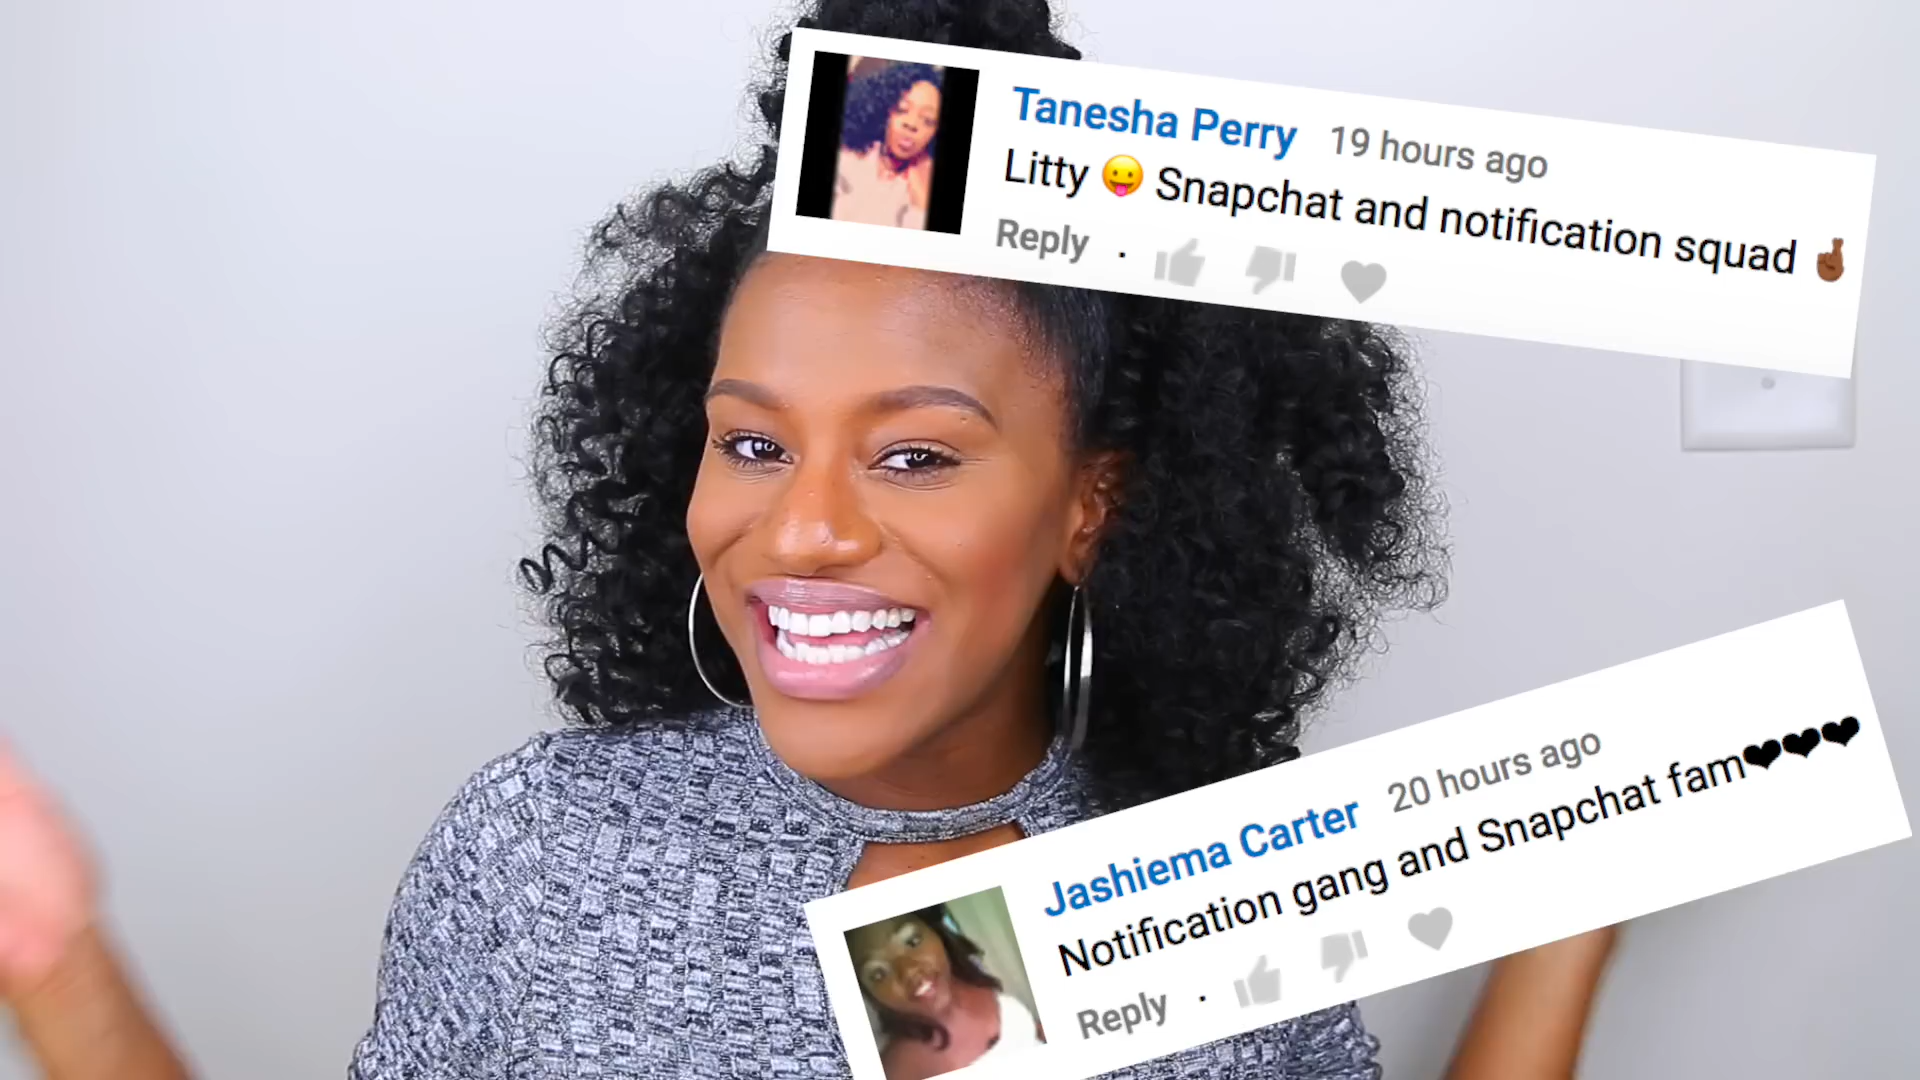 Tanesha Perry 19 hours ago
Litty 😛 Snapchat and notification squad 🤞🏾
Reply .
Jashiema Carter 20 hours ago
Notification gang and Snapchat fam❤❤❤
Reply .